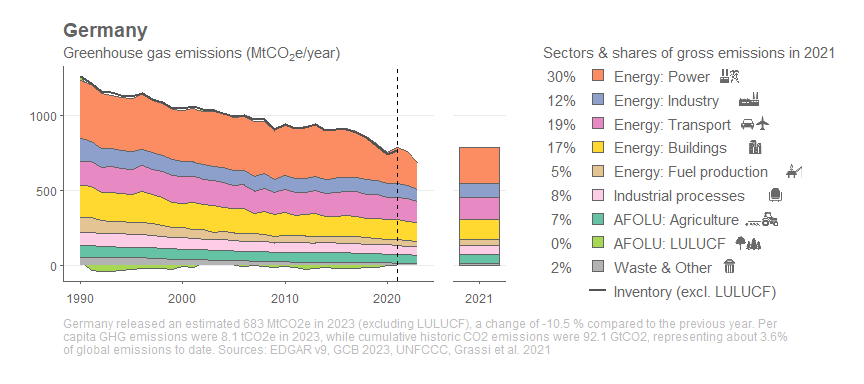 Germany
Greenhouse gas emissions (MtCO₂e/year)
Sectors & shares of gross emissions in 2021
30% Energy: Power
12% Energy: Industry
19% Energy: Transport
17% Energy: Buildings
5% Energy: Fuel production
8% Industrial processes
7% AFOLU: Agriculture
0% AFOLU: LULUCF
2% Waste & Other
Inventory (excl. LULUCF)
1000
500
0
1990 2000 2010 2020 2021
Germany released an estimated 683 MtCO2e in 2023 (excluding LULUCF), a change of -10.5 % compared to the previous year. Per
capita GHG emissions were 8.1 tCO2e in 2023, while cumulative historic CO2 emissions were 92.1 GtCO2, representing about 3.6%
of global emissions to date. Sources: EDGAR v9, GCB 2023, UNFCCC, Grassi et al. 2021